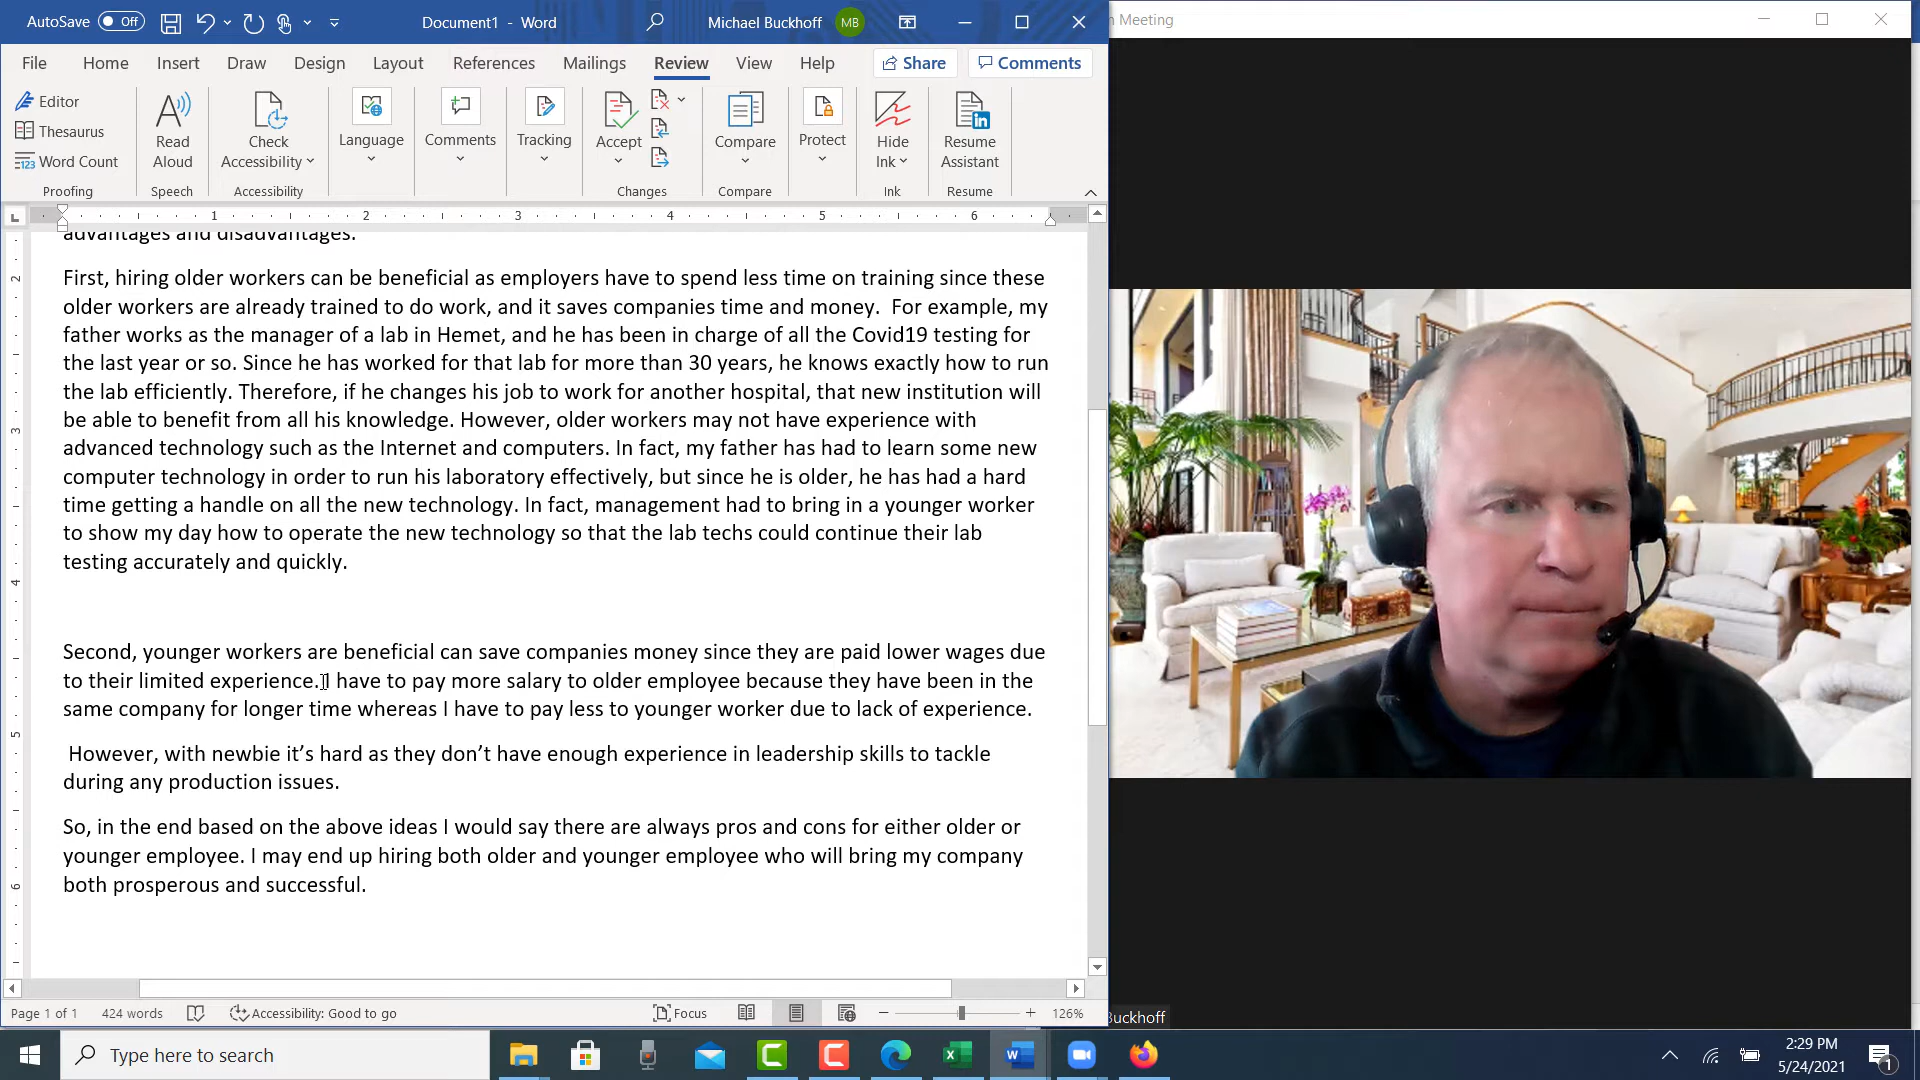 AutoSave Off Document1 - Word Michael Buckhoff MB Meeting
File Home Insert Draw Design Layout References Mailings Review View Help Share Comments
Editor
Thesaurus
Word Count
Proofing
Read Aloud
Speech
Check Accessibility
Accessibility
Language
Comments
Tracking
Accept
Changes
Compare
Compare
Protect
Hide Ink
Ink
Resume Assistant
Resume
1 2 3 4 5 6
advantages and disadvantages.
First, hiring older workers can be beneficial as employers have to spend less time on training since these
older workers are already trained to do work, and it saves companies time and money.  For example, my
father works as the manager of a lab in Hemet, and he has been in charge of all the Covid19 testing for
the last year or so. Since he has worked for that lab for more than 30 years, he knows exactly how to run
the lab efficiently. Therefore, if he changes his job to work for another hospital, that new institution will
be able to benefit from all his knowledge. However, older workers may not have experience with
advanced technology such as the Internet and computers. In fact, my father has had to learn some new
computer technology in order to run his laboratory effectively, but since he is older, he has had a hard
time getting a handle on all the new technology. In fact, management had to bring in a younger worker
to show my day how to operate the new technology so that the lab techs could continue their lab
testing accurately and quickly.
Second, younger workers are beneficial can save companies money since they are paid lower wages due
to their limited experience. I have to pay more salary to older employee because they have been in the
same company for longer time whereas I have to pay less to younger worker due to lack of experience.
However, with newbie it’s hard as they don’t have enough experience in leadership skills to tackle
during any production issues.
So, in the end based on the above ideas I would say there are always pros and cons for either older or
younger employee. I may end up hiring both older and younger employee who will bring my company
both prosperous and successful.
2
3
4
5
6
Page 1 of 1 424 words Accessibility: Good to go Focus 126%
Buckhoff
Type here to search
2:29 PM
5/24/2021
1